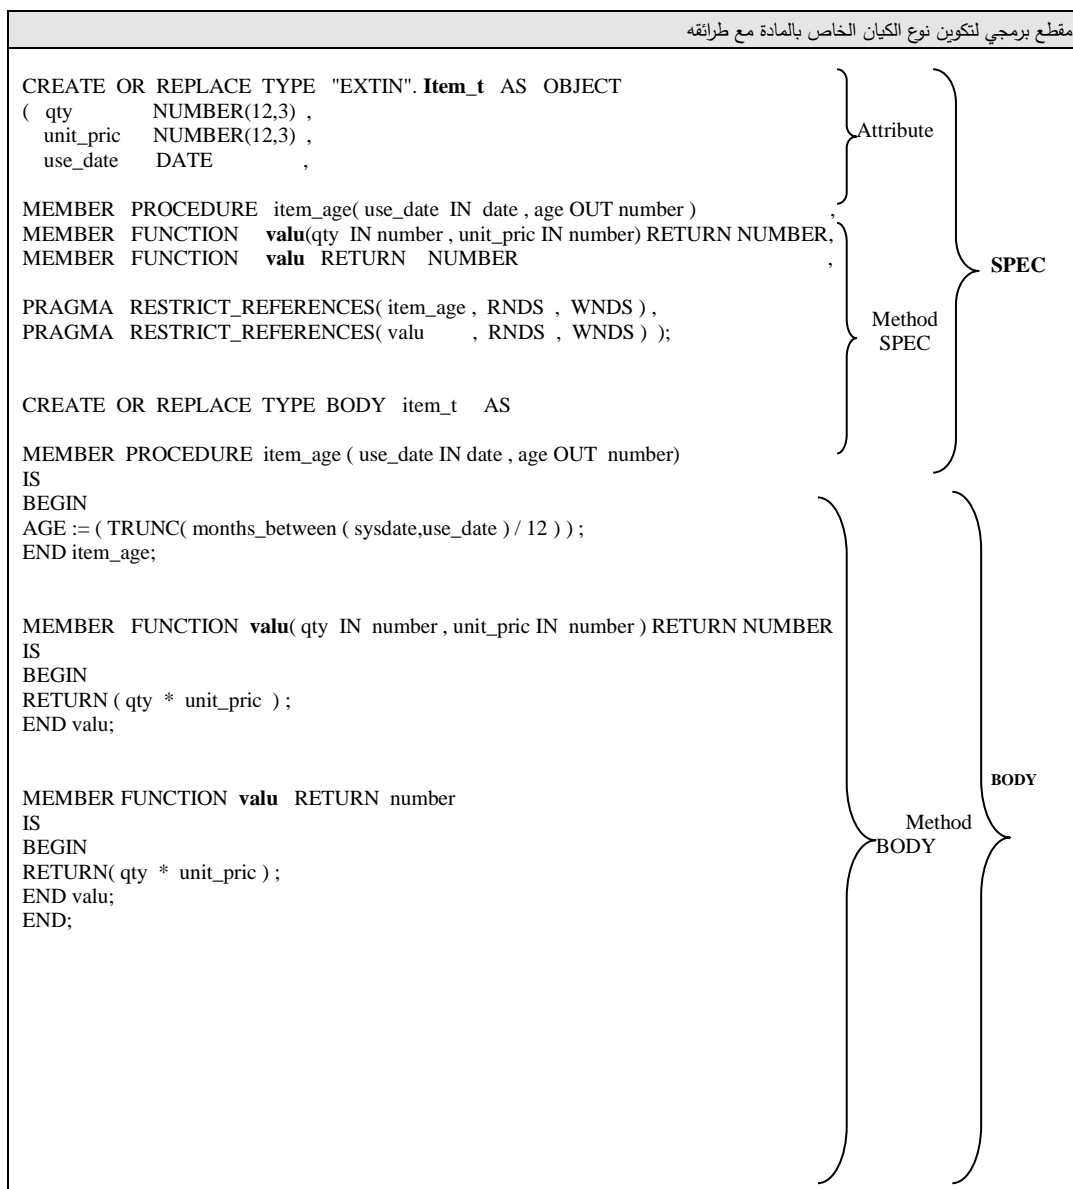 مقطع برمجي لتكوين نوع الكيان الخاص بالمادة مع طرائقه
CREATE OR REPLACE TYPE "EXTIN". Item_t AS OBJECT
( qty NUMBER(12,3) ,
unit_pric NUMBER(12,3) ,
use_date DATE ,
Attribute
MEMBER PROCEDURE item_age( use_date IN date , age OUT number ) ,
MEMBER FUNCTION valu(qty IN number , unit_pric IN number) RETURN NUMBER,
MEMBER FUNCTION valu RETURN NUMBER ,
SPEC
PRAGMA RESTRICT_REFERENCES( item_age , RNDS , WNDS ) ,
PRAGMA RESTRICT_REFERENCES( valu , RNDS , WNDS ) );
Method
SPEC
CREATE OR REPLACE TYPE BODY item_t AS
MEMBER PROCEDURE item_age ( use_date IN date , age OUT number)
IS
BEGIN
AGE := ( TRUNC( months_between ( sysdate,use_date ) / 12 ) ) ;
END item_age;
MEMBER FUNCTION valu( qty IN number , unit_pric IN number ) RETURN NUMBER
IS
BEGIN
RETURN ( qty * unit_pric ) ;
END valu;
MEMBER FUNCTION valu RETURN number
IS
BEGIN
RETURN( qty * unit_pric ) ;
END valu;
END;
BODY
Method
BODY